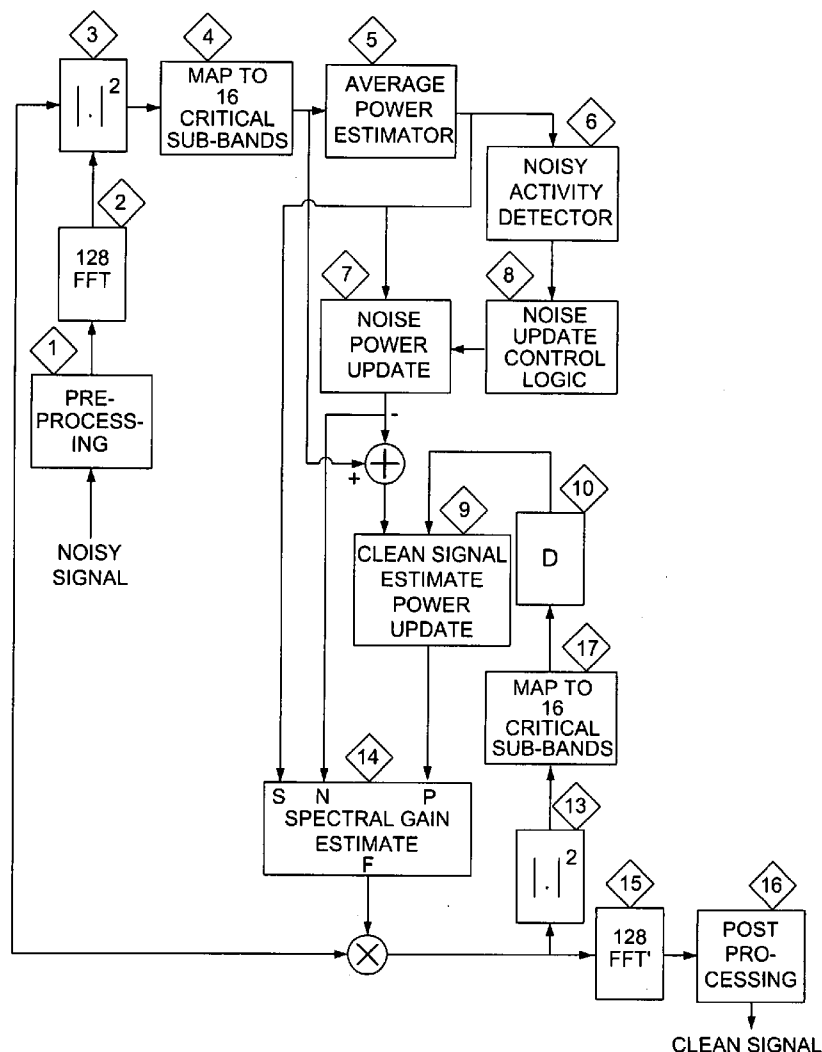 3
4
5
|.|²
MAP TO
16
CRITICAL
SUB-BANDS
AVERAGE
POWER
ESTIMATOR
6
NOISY
ACTIVITY
DETECTOR
2
128
FFT
7
NOISE
POWER
UPDATE
8
NOISE
UPDATE
CONTROL
LOGIC
1
PRE-
PROCESS-
ING
NOISY
SIGNAL
-
+
+
9
CLEAN SIGNAL
ESTIMATE
POWER
UPDATE
10
D
17
MAP TO
16
CRITICAL
SUB-BANDS
14
S N P
SPECTRAL GAIN
ESTIMATE
F
13
|.|²
×
15
128
FFT'
16
POST
PRO-
CESSING
CLEAN SIGNAL